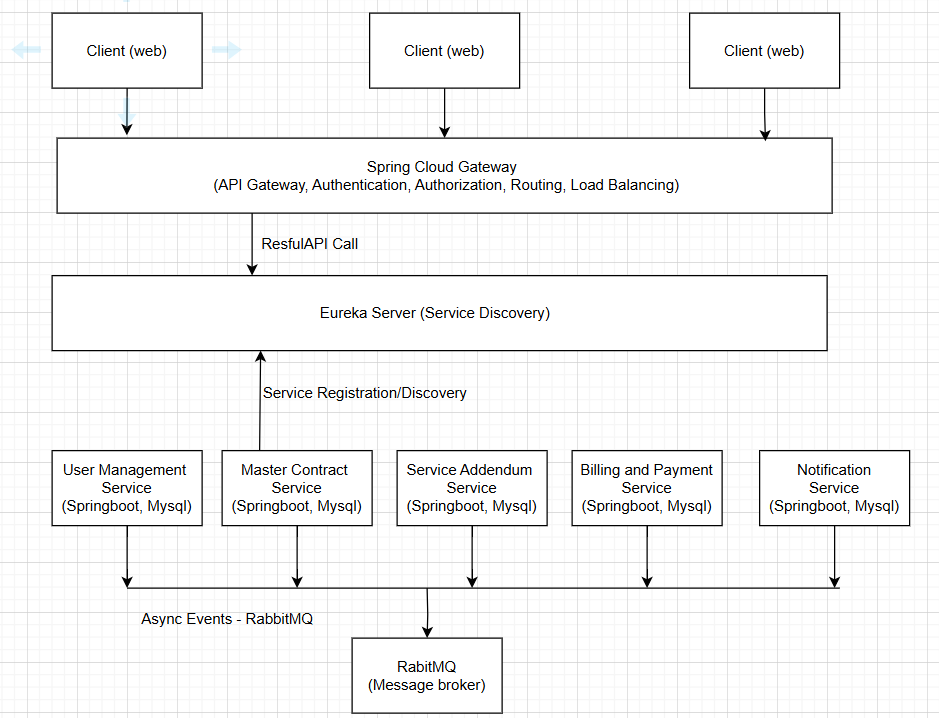 Client (web)
Client (web)
Client (web)
Spring Cloud Gateway
(API Gateway, Authentication, Authorization, Routing, Load Balancing)
ResfulAPI Call
Eureka Server (Service Discovery)
Service Registration/Discovery
User Management
Service
(Springboot, Mysql)
Master Contract
Service
(Springboot, Mysql)
Service Addendum
Service
(Springboot, Mysql)
Billing and Payment
Service
(Springboot, Mysql)
Notification
Service
(Springboot, Mysql)
Async Events - RabbitMQ
RabitMQ
(Message broker)